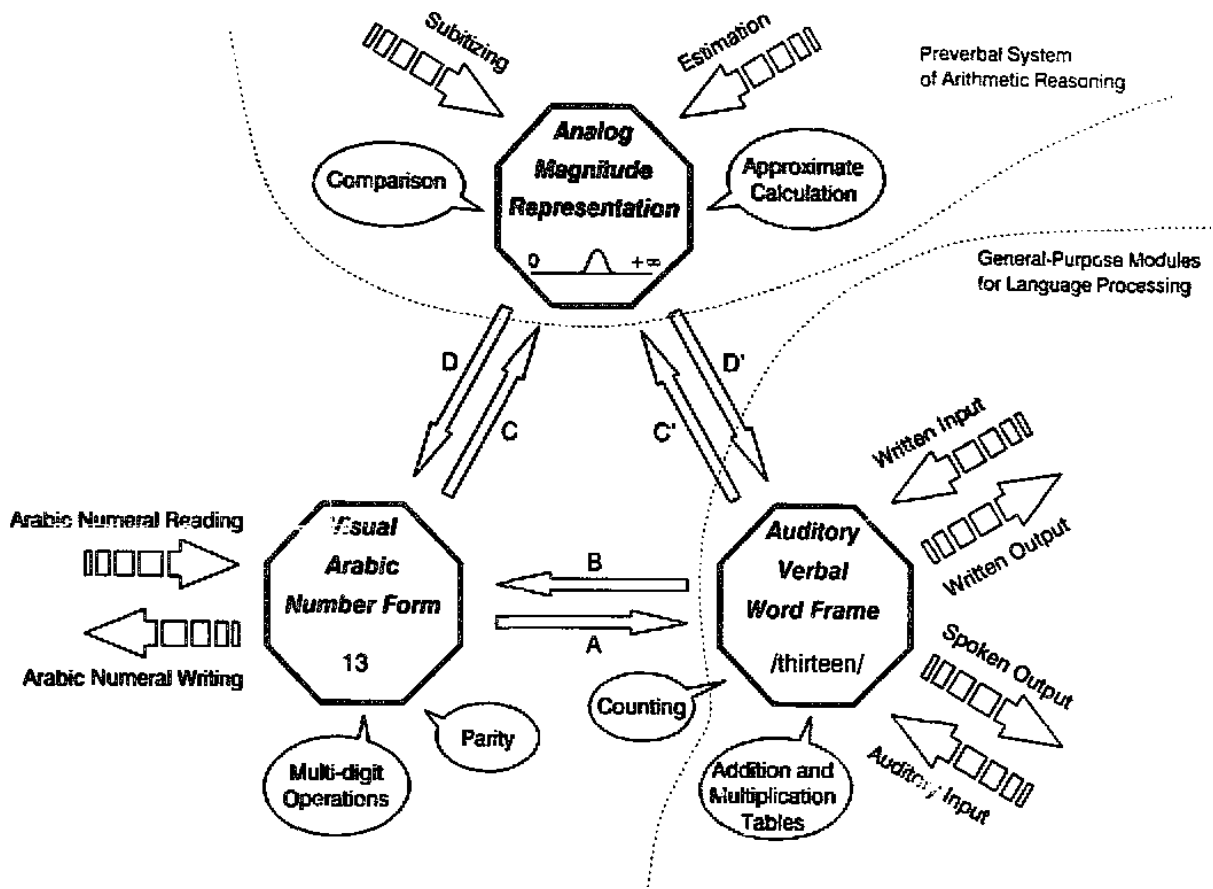 Subitizing
Estimation
Preverbal System
of Arithmetic Reasoning
Analog
Magnitude
Representation
0 +∞
Comparison
Approximate
Calculation
General-Purpose Modules
for Language Processing
D
C
D'
C'
Written Input
Written Output
Arabic Numeral Reading
Arabic Numeral Writing
Visual
Arabic
Number Form
13
B
A
Auditory
Verbal
Word Frame
/thirteen/
Spoken Output
Auditory Input
Counting
Parity
Multi-digit
Operations
Addition and
Multiplication
Tables